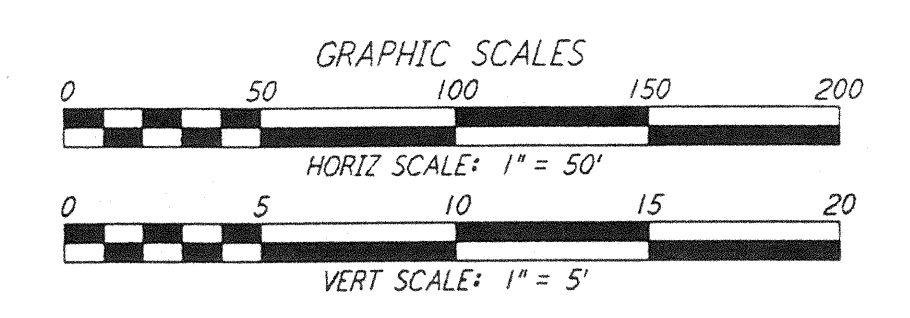 GRAPHIC SCALES
0 50 100 150 200
HORIZ SCALE: 1" = 50'
0 5 10 15 20
VERT SCALE: 1" = 5'